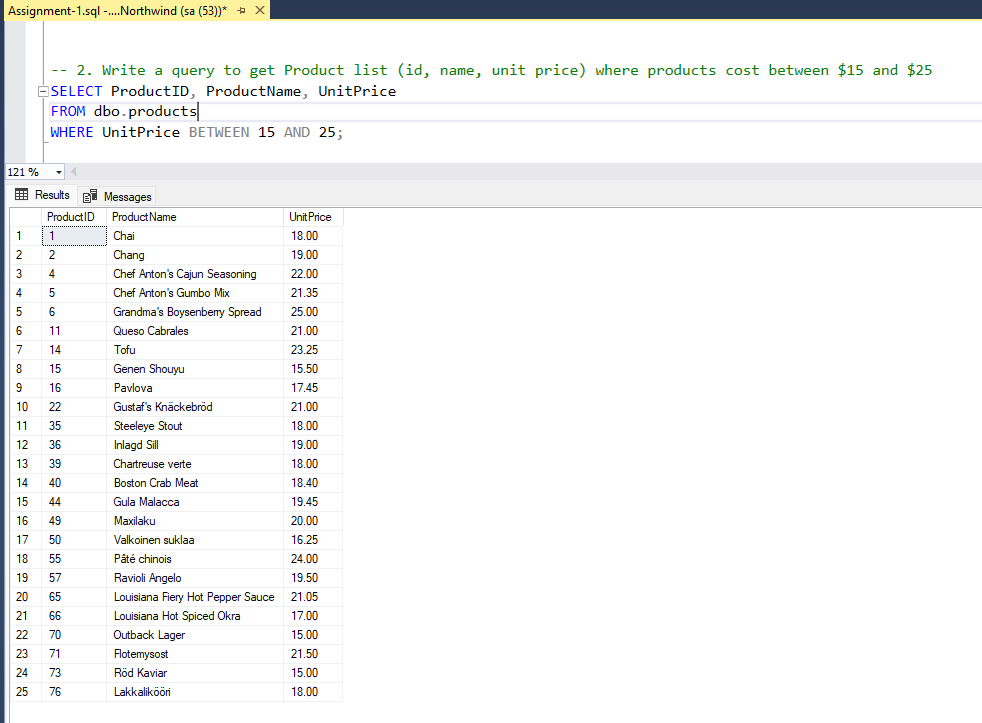 Assignment-1.sql -....Northwind (sa (53))*
-- 2. Write a query to get Product list (id, name, unit price) where products cost between $15 and $25
SELECT ProductID, ProductName, UnitPrice
FROM dbo.products
WHERE UnitPrice BETWEEN 15 AND 25;
121 %
Results Messages
ProductID ProductName UnitPrice
1 1 Chai 18.00
2 2 Chang 19.00
3 4 Chef Anton's Cajun Seasoning 22.00
4 5 Chef Anton's Gumbo Mix 21.35
5 6 Grandma's Boysenberry Spread 25.00
6 11 Queso Cabrales 21.00
7 14 Tofu 23.25
8 15 Genen Shouyu 15.50
9 16 Pavlova 17.45
10 22 Gustaf's Knäckebröd 21.00
11 35 Steeleye Stout 18.00
12 36 Inlagd Sill 19.00
13 39 Chartreuse verte 18.00
14 40 Boston Crab Meat 18.40
15 44 Gula Malacca 19.45
16 49 Maxilaku 20.00
17 50 Valkoinen suklaa 16.25
18 55 Pâté chinois 24.00
19 57 Ravioli Angelo 19.50
20 65 Louisiana Fiery Hot Pepper Sauce 21.05
21 66 Louisiana Hot Spiced Okra 17.00
22 70 Outback Lager 15.00
23 71 Flotemysost 21.50
24 73 Röd Kaviar 15.00
25 76 Lakkalikööri 18.00